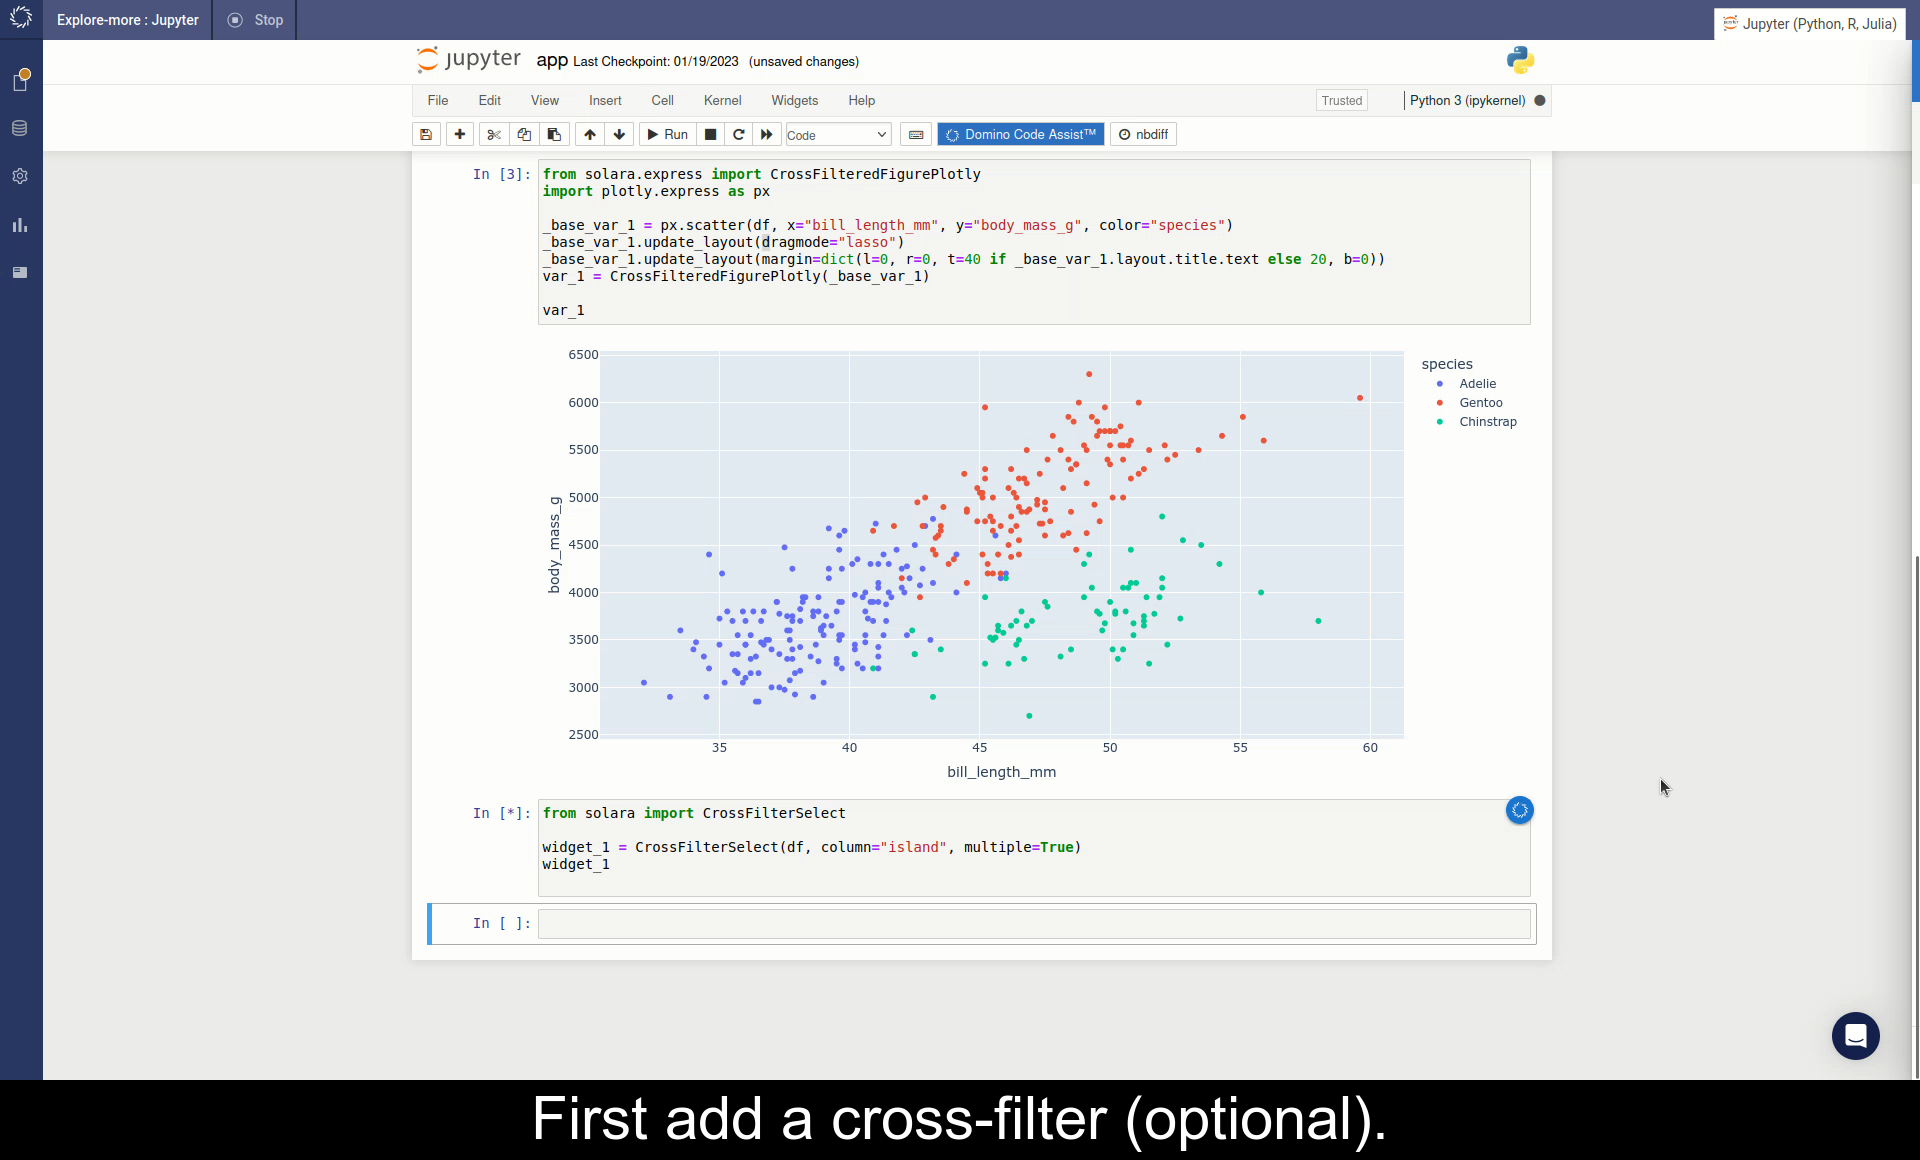 Explore-more : Jupyter
Stop
Jupyter (Python, R, Julia)
jupyter app Last Checkpoint: 01/19/2023 (unsaved changes)
File Edit View Insert Cell Kernel Widgets Help
Trusted
Python 3 (ipykernel)
Run
Code
Domino Code Assist™
nbdiff
In [3]:
from solara.express import CrossFilteredFigurePlotly
import plotly.express as px
_base_var_1 = px.scatter(df, x="bill_length_mm", y="body_mass_g", color="species")
_base_var_1.update_layout(dragmode="lasso")
_base_var_1.update_layout(margin=dict(l=0, r=0, t=40 if _base_var_1.layout.title.text else 20, b=0))
var_1 = CrossFilteredFigurePlotly(_base_var_1)
var_1
6500
6000
5500
5000
4500
4000
3500
3000
2500
body_mass_g
35 40 45 50 55 60
bill_length_mm
species
Adelie
Gentoo
Chinstrap
In [*]:
from solara import CrossFilterSelect
widget_1 = CrossFilterSelect(df, column="island", multiple=True)
widget_1
In [ ]:
First add a cross-filter (optional).